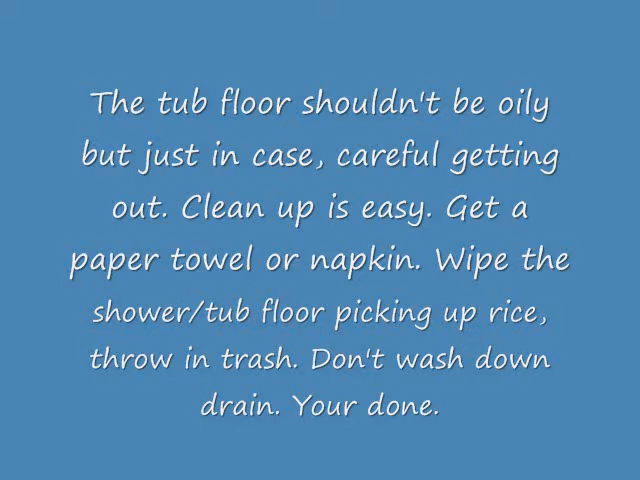 The tub floor shouldn't be oily
but just in case, careful getting
out. Clean up is easy. Get a
paper towel or napkin. Wipe the
shower/tub floor picking up rice,
throw in trash. Don't wash down
drain. Your done.